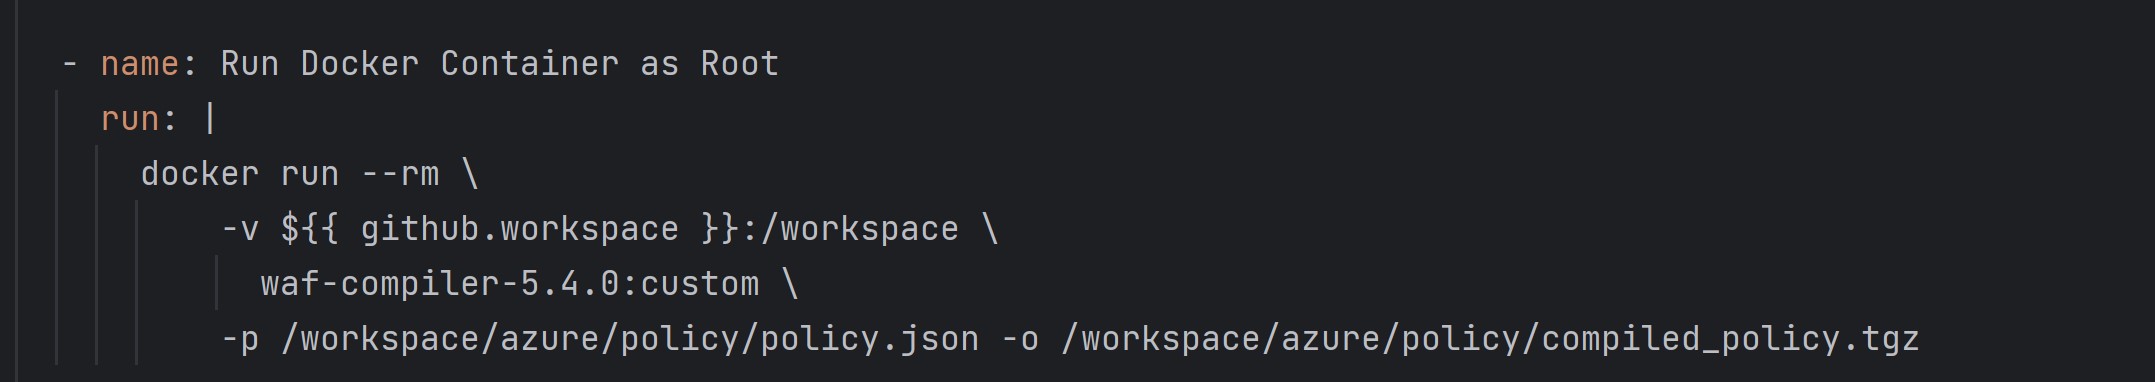 - name: Run Docker Container as Root
run: |
docker run --rm \
-v ${{ github.workspace }}:/workspace \
waf-compiler-5.4.0:custom \
-p /workspace/azure/policy/policy.json -o /workspace/azure/policy/compiled_policy.tgz